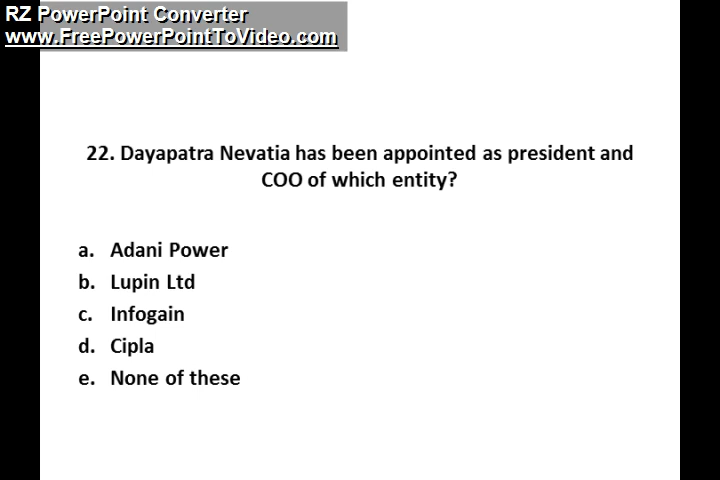 RZ PowerPoint Converter
www.FreePowerPointToVideo.com
22. Dayapatra Nevatia has been appointed as president and
COO of which entity?
a. Adani Power
b. Lupin Ltd
c. Infogain
d. Cipla
e. None of these